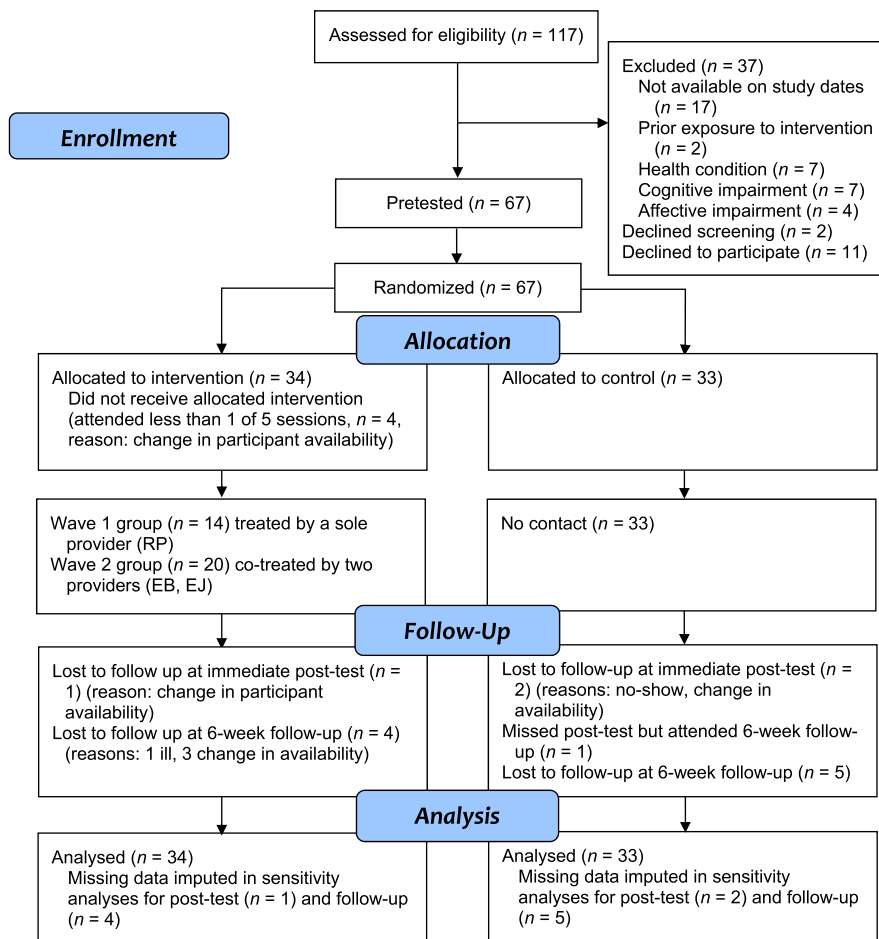 Assessed for eligibility (n = 117)
Excluded (n = 37)
Not available on study dates
(n = 17)
Prior exposure to intervention
(n = 2)
Health condition (n = 7)
Cognitive impairment (n = 7)
Affective impairment (n = 4)
Declined screening (n = 2)
Declined to participate (n = 11)
Enrollment
Pretested (n = 67)
Randomized (n = 67)
Allocation
Allocated to intervention (n = 34)
Did not receive allocated intervention
(attended less than 1 of 5 sessions, n = 4,
reason: change in participant availability)
Allocated to control (n = 33)
Wave 1 group (n = 14) treated by a sole
provider (RP)
Wave 2 group (n = 20) co-treated by two
providers (EB, EJ)
No contact (n = 33)
Follow-Up
Lost to follow up at immediate post-test (n =
1) (reason: change in participant
availability)
Lost to follow up at 6-week follow-up (n = 4)
(reasons: 1 ill, 3 change in availability)
Lost to follow-up at immediate post-test (n =
2) (reasons: no-show, change in
availability)
Missed post-test but attended 6-week follow-
up (n = 1)
Lost to follow-up at 6-week follow-up (n = 5)
Analysis
Analysed (n = 34)
Missing data imputed in sensitivity
analyses for post-test (n = 1) and follow-up
(n = 4)
Analysed (n = 33)
Missing data imputed in sensitivity
analyses for post-test (n = 2) and follow-up
(n = 5)